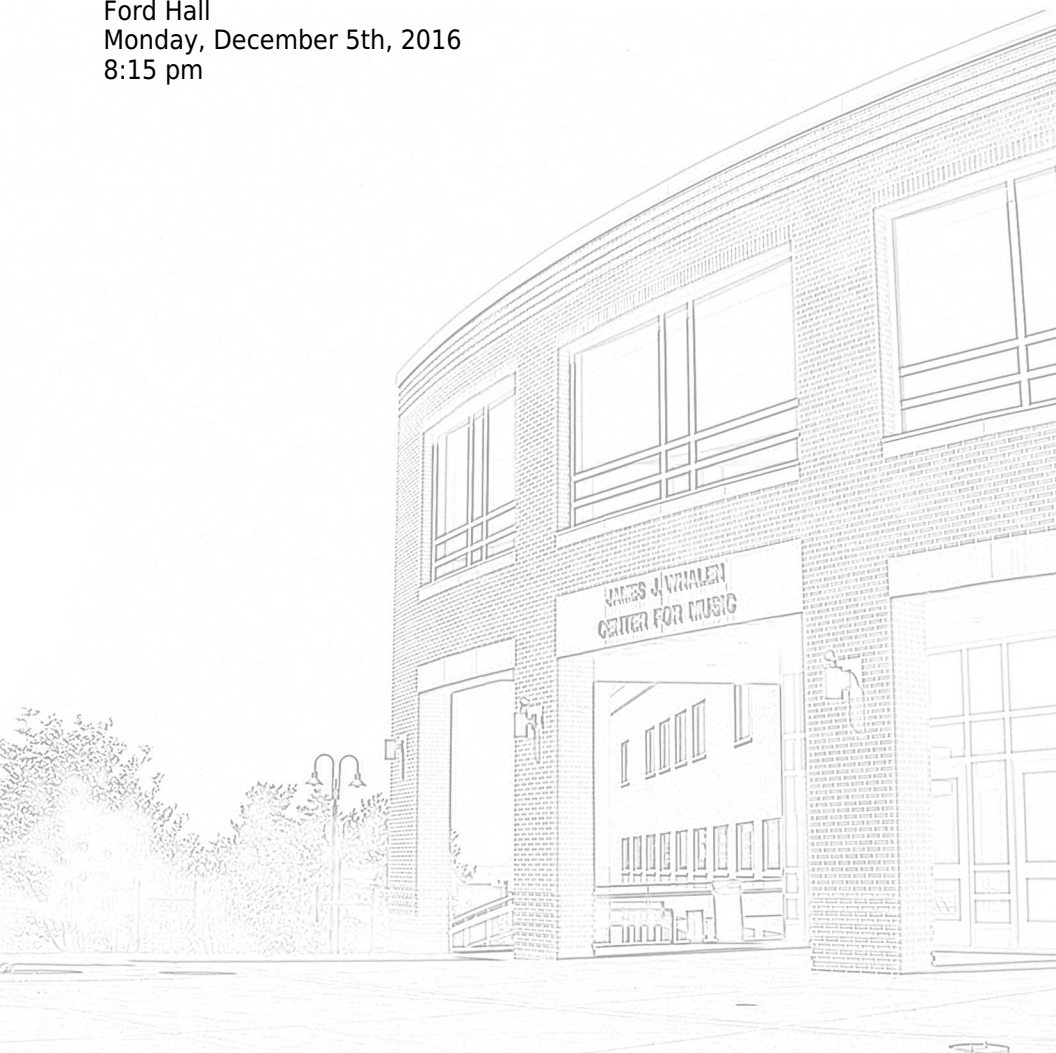 Ford Hall
Monday, December 5th, 2016
8:15 pm
JAMES J. WHALEN
CENTER FOR MUSIC